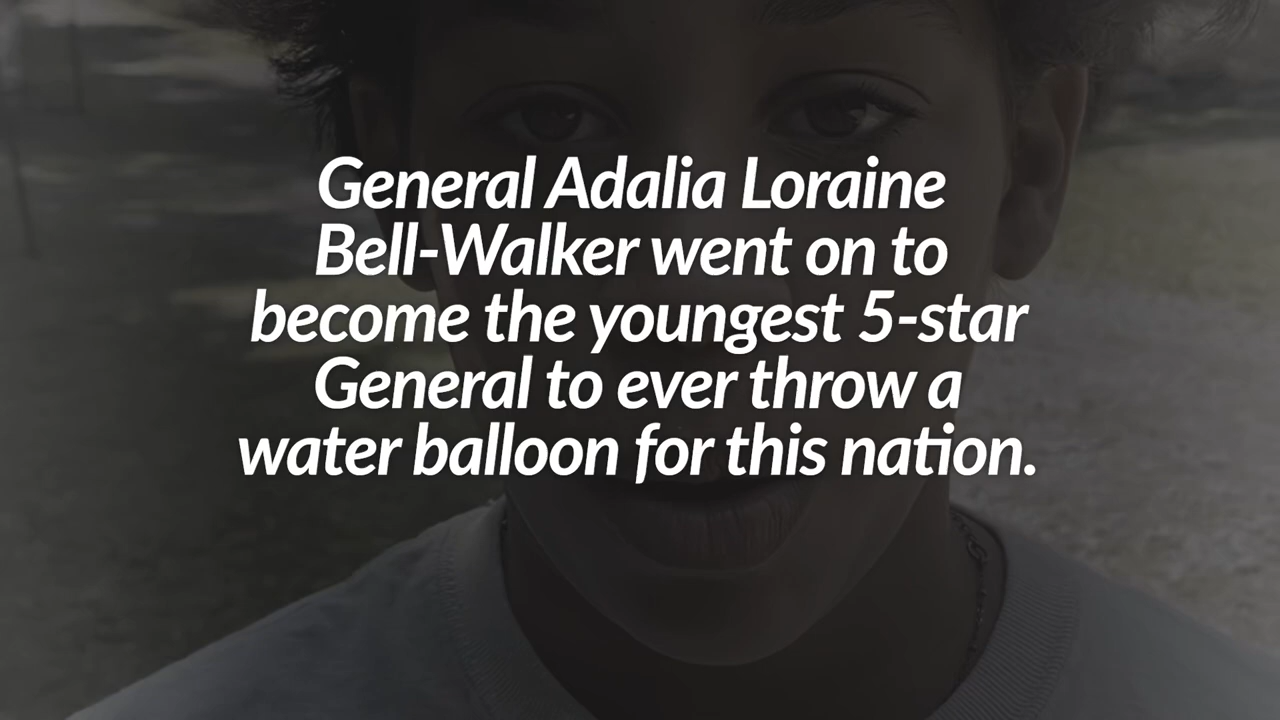 General Adalia Loraine
Bell-Walker went on to
become the youngest 5-star
General to ever throw a
water balloon for this nation.